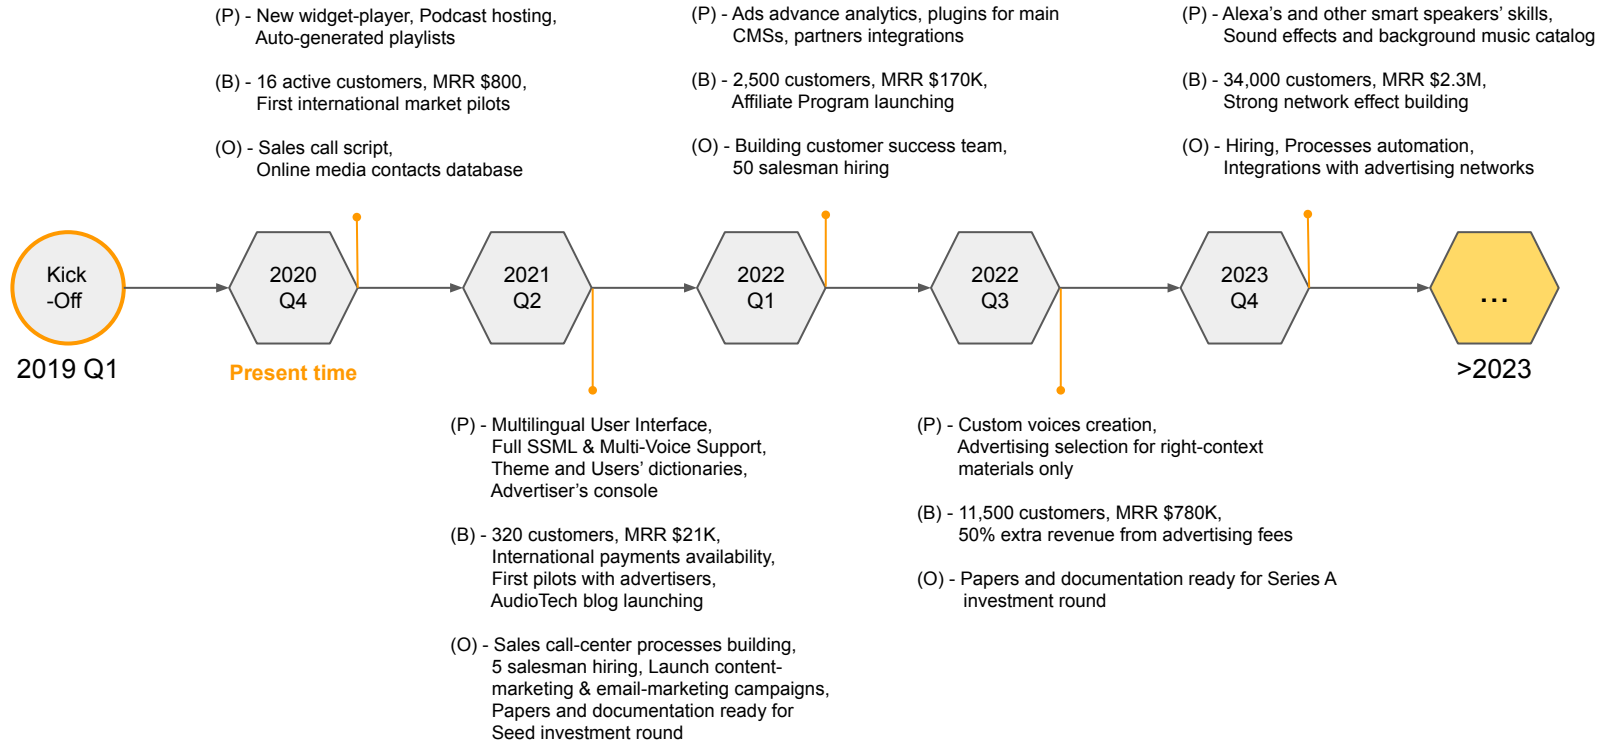 (P) - New widget-player, Podcast hosting,
Auto-generated playlists
(B) - 16 active customers, MRR $800,
First international market pilots
(O) - Sales call script,
Online media contacts database
(P) - Ads advance analytics, plugins for main
CMSs, partners integrations
(B) - 2,500 customers, MRR $170K,
Affiliate Program launching
(O) - Building customer success team,
50 salesman hiring
(P) - Alexa’s and other smart speakers’ skills,
Sound effects and background music catalog
(B) - 34,000 customers, MRR $2.3M,
Strong network effect building
(O) - Hiring, Processes automation,
Integrations with advertising networks
Kick
-Off
2019 Q1
2020
Q4
Present time
2021
Q2
2022
Q1
2022
Q3
2023
Q4
...
>2023
(P) - Multilingual User Interface,
Full SSML & Multi-Voice Support,
Theme and Users’ dictionaries,
Advertiser’s console
(B) - 320 customers, MRR $21K,
International payments availability,
First pilots with advertisers,
AudioTech blog launching
(O) - Sales call-center processes building,
5 salesman hiring, Launch content-
marketing & email-marketing campaigns,
Papers and documentation ready for
Seed investment round
(P) - Custom voices creation,
Advertising selection for right-context
materials only
(B) - 11,500 customers, MRR $780K,
50% extra revenue from advertising fees
(O) - Papers and documentation ready for Series A
investment round